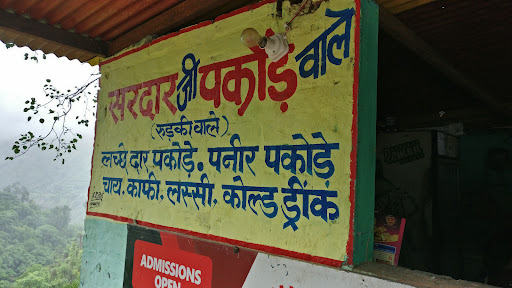 सरदार जी पकोड़े वाले
(रुड़की वाले)
लच्छे दार पकोड़े. पनीर पकोड़े
चाय. काफी. लस्सी. कोल्ड ड्रींक
ADMISSIONS
OPEN